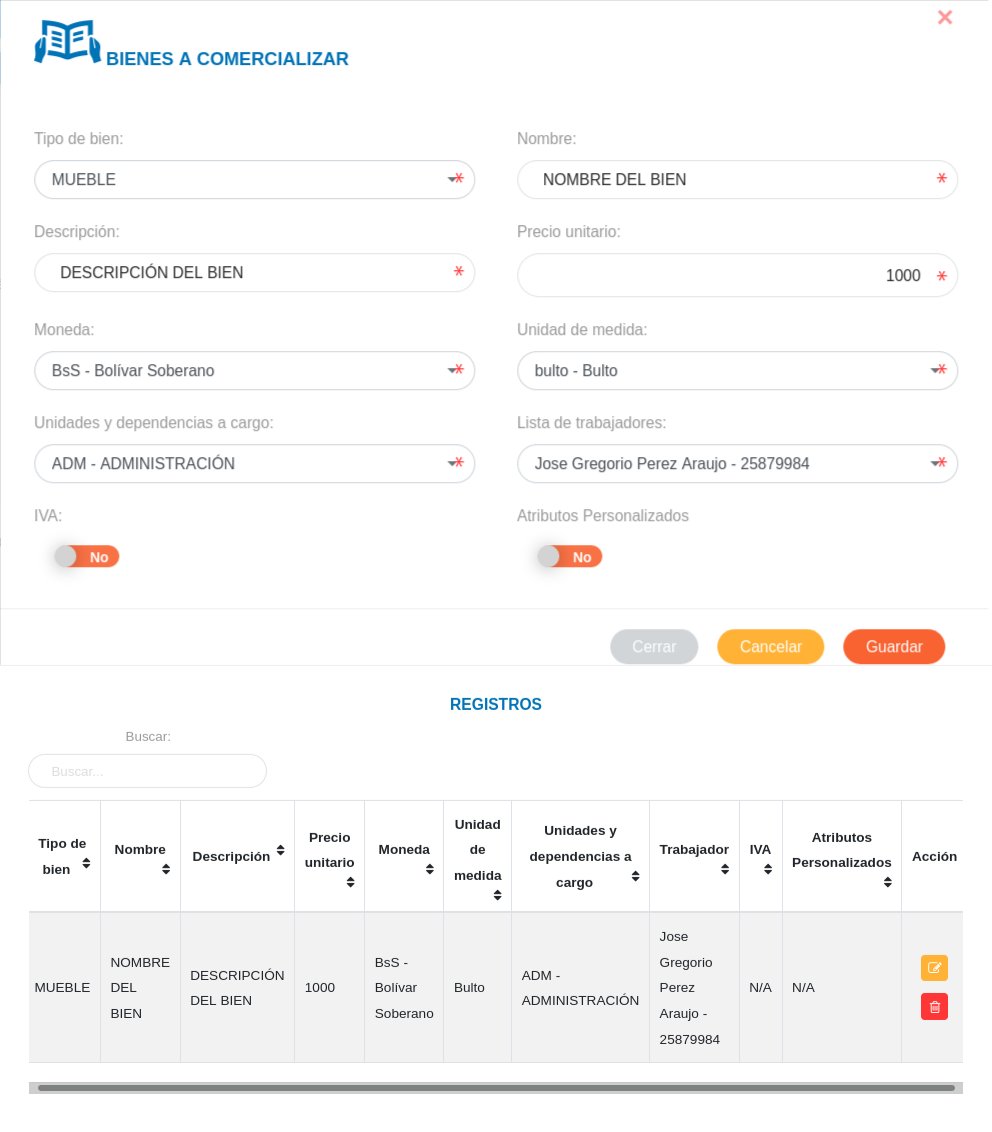 BIENES A COMERCIALIZAR
Tipo de bien:
Nombre:
MUEBLE
NOMBRE DEL BIEN
Descripción:
Precio unitario:
DESCRIPCIÓN DEL BIEN
1000
Moneda:
Unidad de medida:
BsS - Bolívar Soberano
bulto - Bulto
Unidades y dependencias a cargo:
Lista de trabajadores:
ADM - ADMINISTRACIÓN
Jose Gregorio Perez Araujo - 25879984
IVA:
Atributos Personalizados
No
No
Cerrar
Cancelar
Guardar
REGISTROS
Buscar:
Buscar...
Tipo de
bien
Nombre
Descripción
Precio
unitario
Moneda
Unidad
de
medida
Unidades y
dependencias a
cargo
Trabajador
IVA
Atributos
Personalizados
Acción
MUEBLE
NOMBRE
DEL
BIEN
DESCRIPCIÓN
DEL BIEN
1000
BsS -
Bolívar
Soberano
Bulto
ADM -
ADMINISTRACIÓN
Jose
Gregorio
Perez
Araujo -
25879984
N/A
N/A